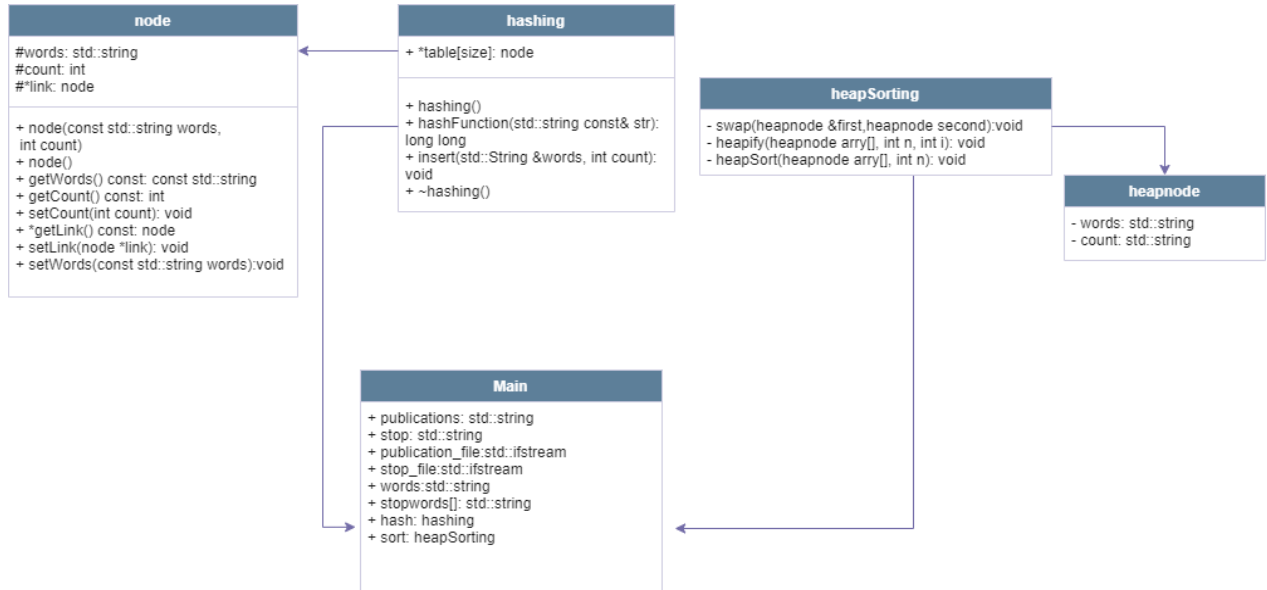 node
#words: std::string
#count: int
#*link: node
+ node(const std::string words,
int count)
+ node()
+ getWords() const: const std::string
+ getCount() const: int
+ setCount(int count): void
+ *getLink() const: node
+ setLink(node *link): void
+ setWords(const std::string words):void
hashing
+ *table[size]: node
+ hashing()
+ hashFunction(std::string const& str):
long long
+ insert(std::String &words, int count):
void
+ ~hashing()
heapSorting
- swap(heapnode &first,heapnode second):void
- heapify(heapnode arry[], int n, int i): void
- heapSort(heapnode arry[], int n): void
heapnode
- words: std::string
- count: std::string
Main
+ publications: std::string
+ stop: std::string
+ publication_file:std::ifstream
+ stop_file:std::ifstream
+ words:std::string
+ stopwords[]: std::string
+ hash: hashing
+ sort: heapSorting